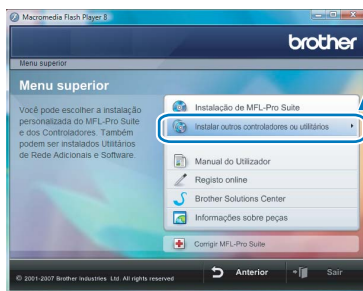 Macromedia Flash Player 8
brother
Menu superior
Menu superior
Você pode escolher a instalação
personalizada do MFL-Pro Suite
e dos Controladores. Também
podem ser instalados Utilitários
de Rede Adicionais e Software.
Instalação de MFL-Pro Suite
Instalar outros controladores ou utilitários
Manual do Utilizador
Registo online
Brother Solutions Center
Informações sobre peças
Corrigir MFL-Pro Suite
© 2001-2007 Brother Industries Ltd. All rights reserved
Anterior
Sair